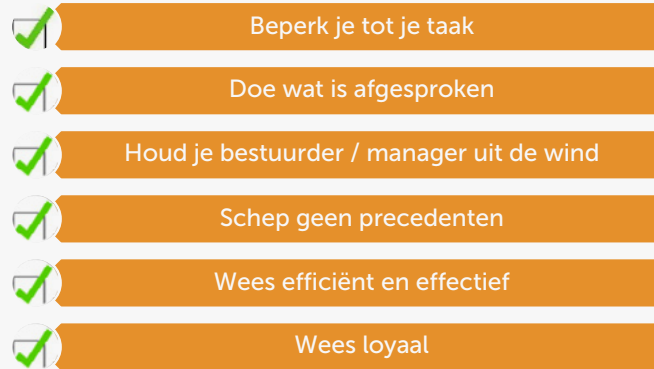 Beperk je tot je taak
Doe wat is afgesproken
Houd je bestuurder / manager uit de wind
Schep geen precedenten
Wees efficiënt en effectief
Wees loyaal